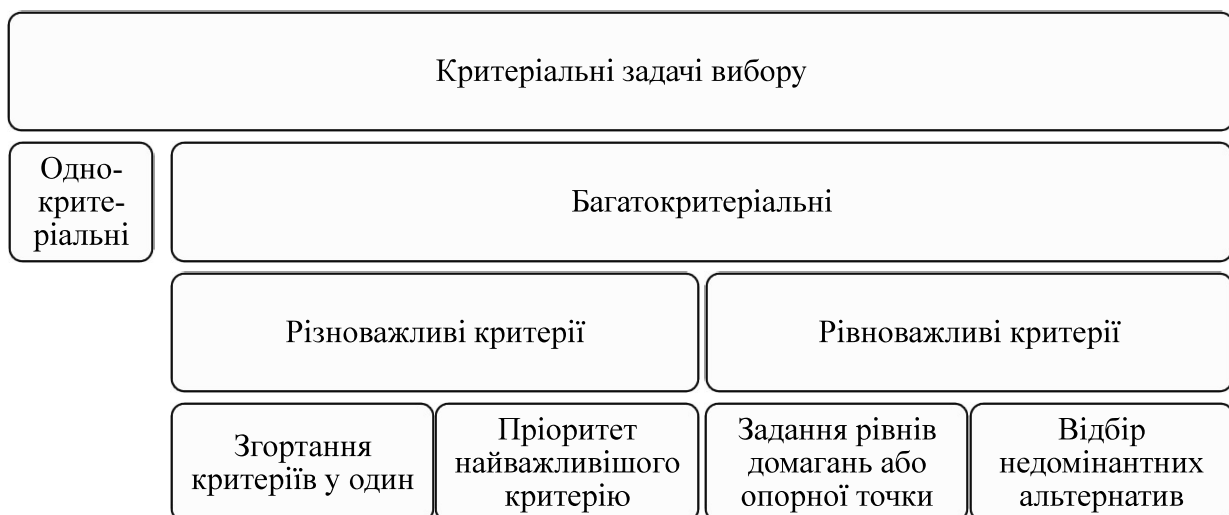 Критеріальні задачі вибору
Одно-
крите-
ріальні
Багатокритеріальні
Різноважливі критерії
Рівноважливі критерії
Згортання
критеріїв у один
Пріоритет
найважливішого
критерію
Задання рівнів
домагань або
опорної точки
Відбір
недомінантних
альтернатив